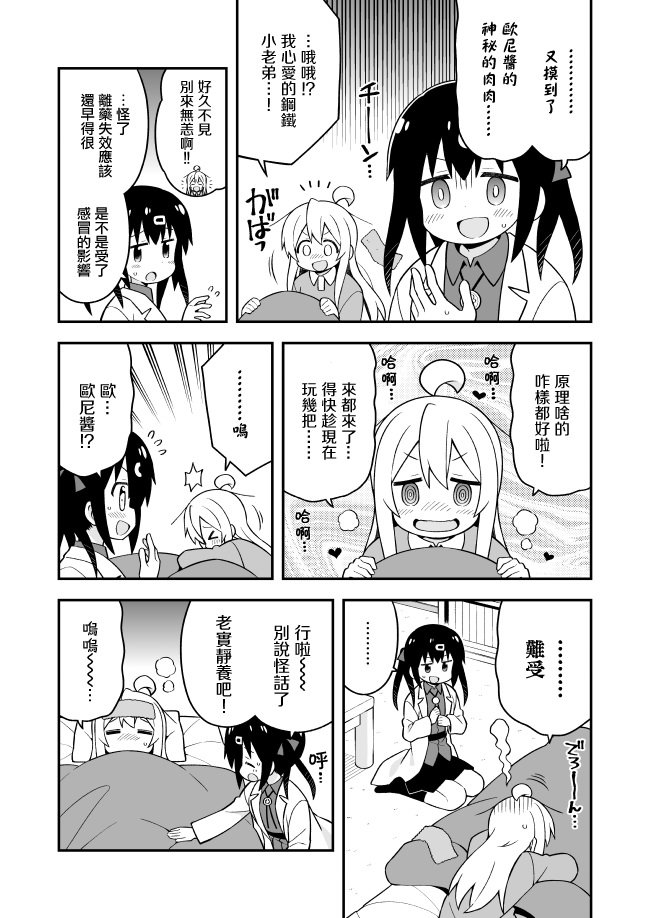 …………
又摸到了
歐尼醬的
神秘的肉肉……
チーン…
…哦哦!?
我心愛的鋼鐵
小老弟…!
がばっ
好久不見
別來無恙啊!!
…怪了
離藥失效應該
還早得很
是不是受了
感冒的影響
原理啥的
咋樣都好啦!
哈啊…
哈啊…
來都來了…
得快趁現在
玩幾把……
哈啊…
………嗚
歐…
歐尼醬!?
………
難受
でろ〜〜ん…
行啦〜〜
別說怪話了
老實靜養吧!
呼…
嗚嗚
〜〜〜…